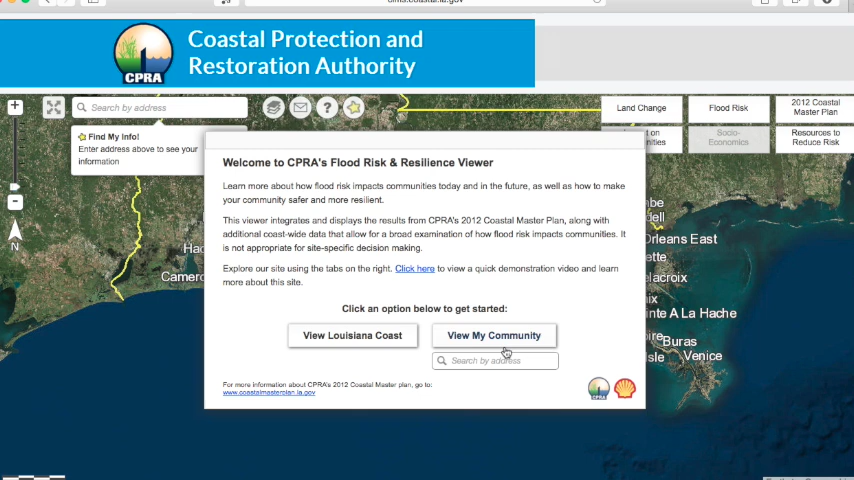 Coastal Protection and
Restoration Authority
CPRA
Search by address
?
Land Change
Flood Risk
2012 Coastal
Master Plan
Socio-
Economics
Resources to
Reduce Risk
Find My Info!
Enter address above to see your
information
+
-
N
Welcome to CPRA's Flood Risk & Resilience Viewer
Learn more about how flood risk impacts communities today and in the future, as well as how to make
your community safer and more resilient.
This viewer integrates and displays the results from CPRA's 2012 Coastal Master Plan, along with
additional coast-wide data that allow for a broad examination of how flood risk impacts communities. It
is not appropriate for site-specific decision making.
Explore our site using the tabs on the right. Click here to view a quick demonstration video and learn
more about this site.
Click an option below to get started:
View Louisiana Coast
View My Community
Search by address
For more information about CPRA's 2012 Coastal Master plan, go to:
www.coastalmasterplan.la.gov
CPRA
Orleans East
Pointe A La Hache
Buras
Venice